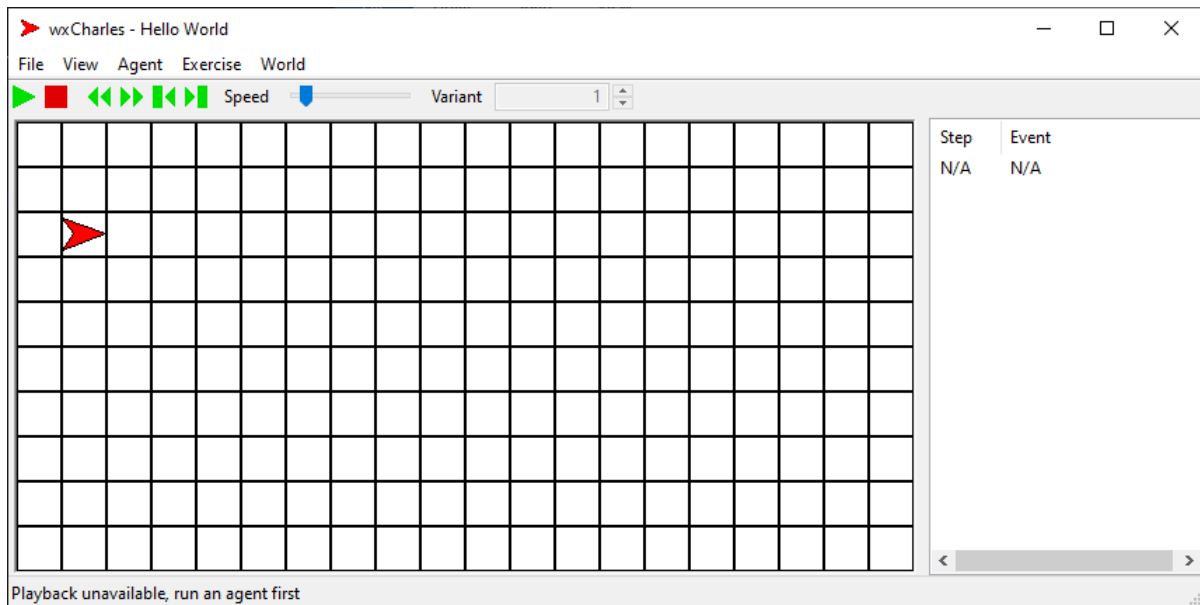 wxCharles - Hello World
File View Agent Exercise World
Speed Variant 1
Step Event
N/A N/A
Playback unavailable, run an agent first